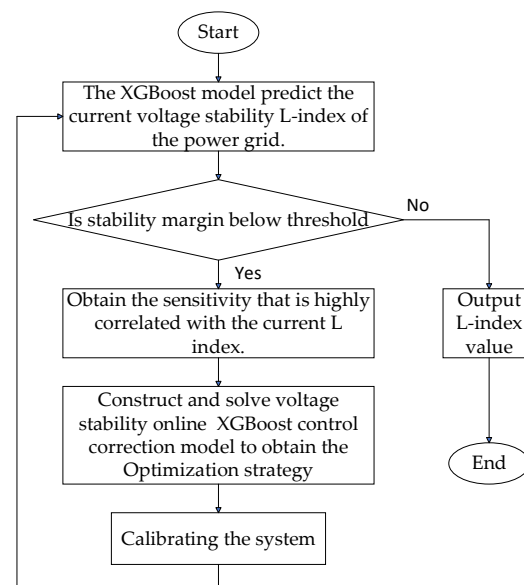 Start
The XGBoost model predict the
current voltage stability L-index of
the power grid.
Is stability margin below threshold
No
Yes
Obtain the sensitivity that is highly
correlated with the current L
index.
Output
L-index
value
Construct and solve voltage
stability online XGBoost control
correction model to obtain the
Optimization strategy
End
Calibrating the system